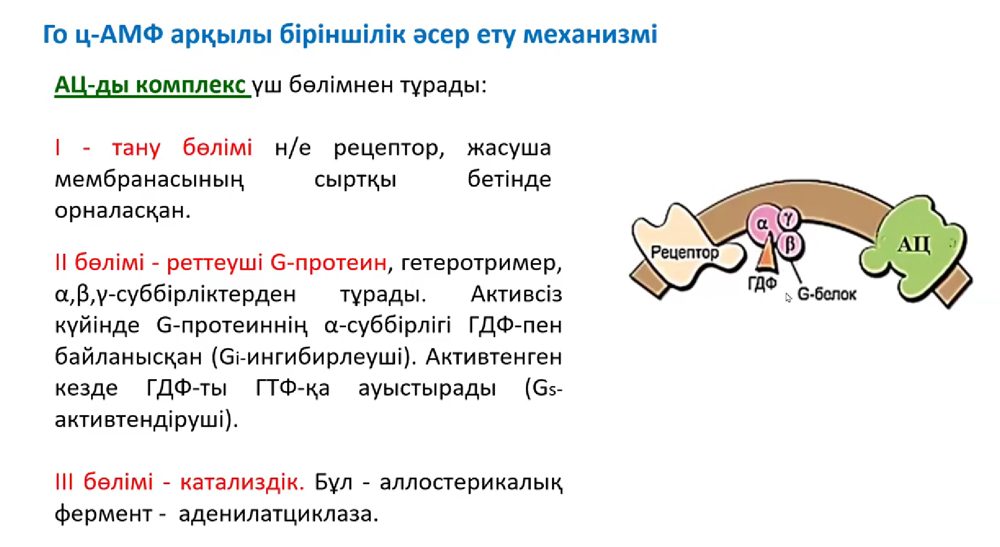 Го ц-АМФ арқылы біріншілік әсер ету механизмі
АЦ-ды комплекс үш бөлімнен тұрады:
I - тану бөлімі н/е рецептор, жасуша
мембранасының сыртқы бетінде
орналасқан.
II бөлімі - реттеуші G-протеин, гетеротример,
α,β,γ-суббірліктерден тұрады. Активсіз
күйінде G-протеиннің α-суббірлігі ГДФ-пен
байланысқан (Gi-ингибирлеуші). Активтенген
кезде ГДФ-ты ГТФ-қа ауыстырады (Gs-
активтендіруші).
III бөлімі - катализдік. Бұл - аллостерикалық
фермент - аденилатциклаза.
α γ
β
Рецептор
АЦ
ГДФ
G-белок